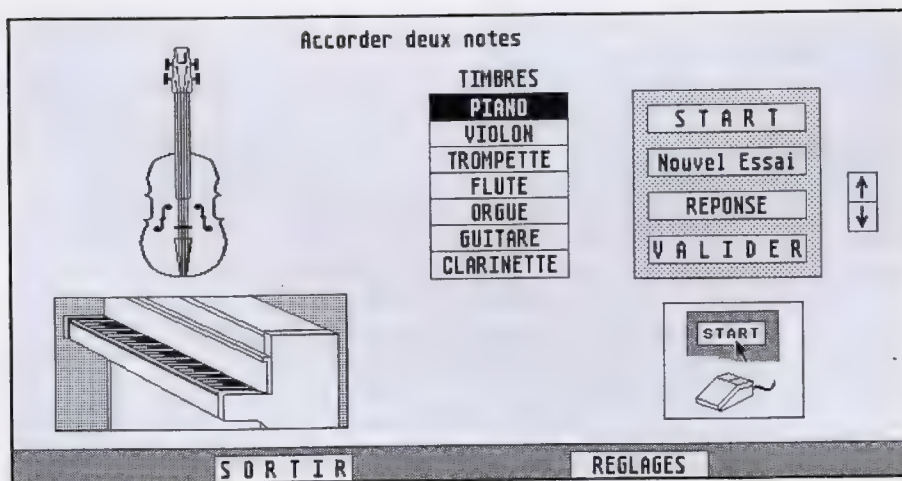 Accorder deux notes
TIMBRES
PIANO
VIOLON
TROMPETTE
FLUTE
ORGUE
GUITARE
CLARINETTE
START
Nouvel Essai
REPONSE
VALIDER
START
SORTIR
REGLAGES